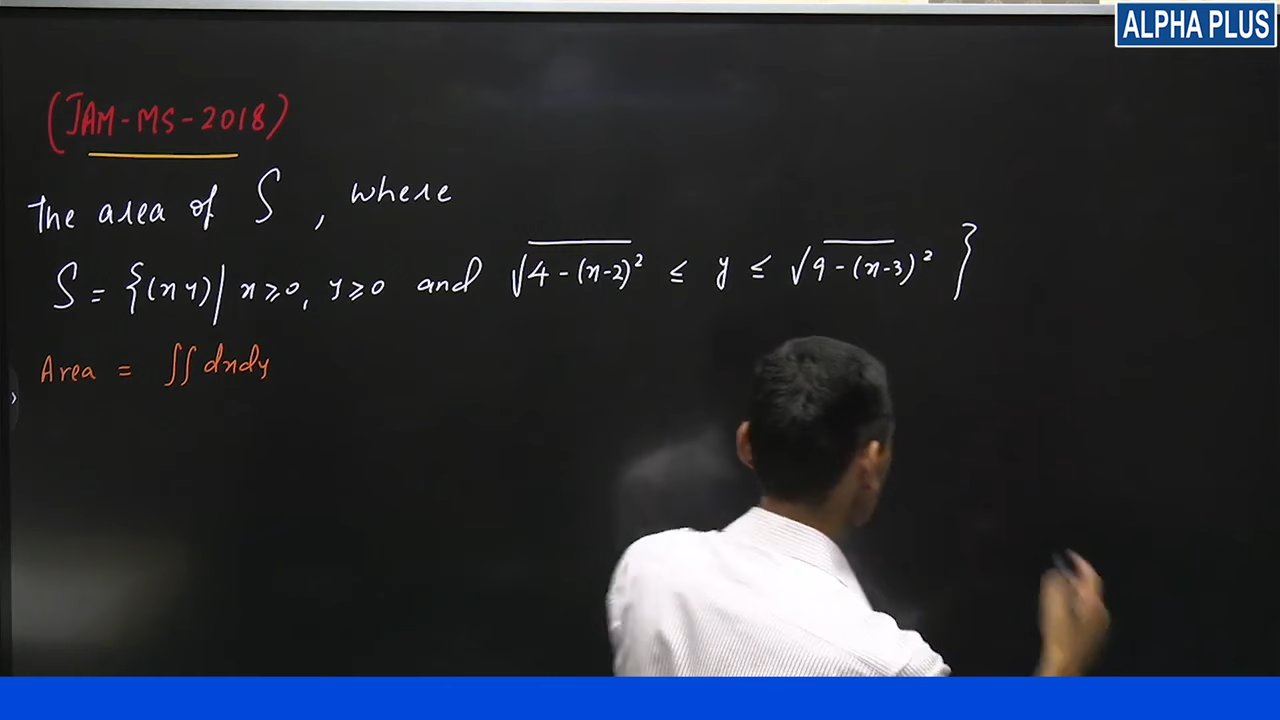 ALPHA PLUS
(JAM-MS-2018)
The area of S, where
S = {(x y) | x ≥ 0, y ≥ 0 and √4-(x-2)² ≤ y ≤ √9-(x-3)² }
Area = ∬ dxdy